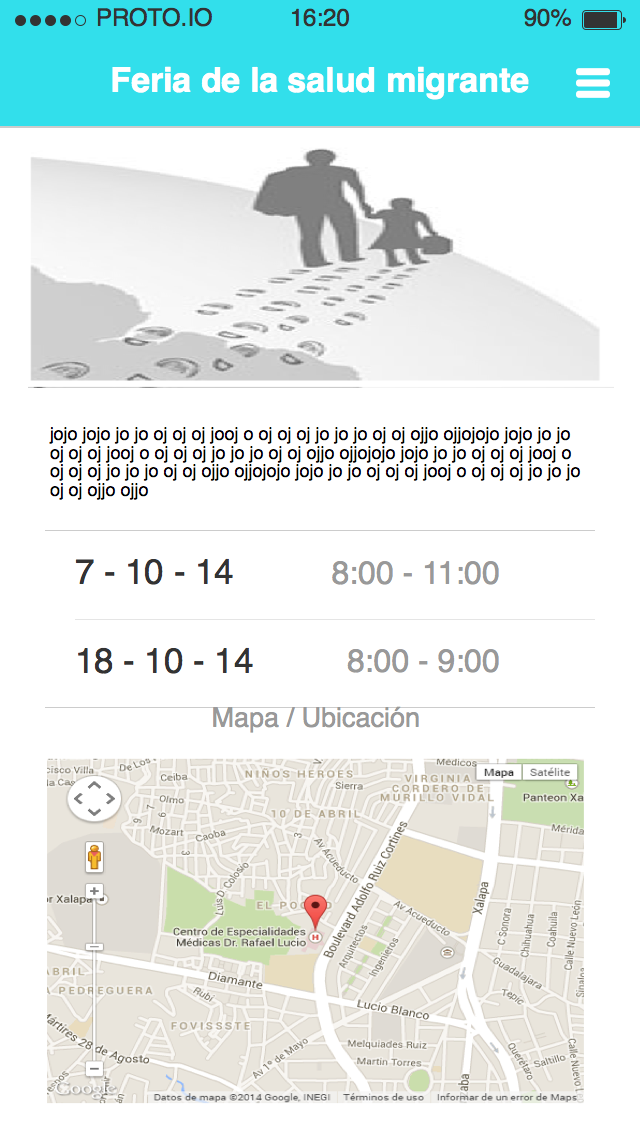 PROTO.IO 16:20 90%
Feria de la salud migrante
jojo jojo jo jo oj oj oj jooj o oj oj oj jo jo jo oj oj ojjo ojjojojo jojo jo jo
oj oj oj jooj o oj oj oj jo jo jo oj oj ojjo ojjojojo jojo jo jo oj oj oj jooj o
oj oj oj jo jo jo oj oj ojjo ojjojojo jojo jo jo oj oj oj jooj o oj oj oj jo jo jo
oj oj ojjo ojjo
7 - 10 - 14 8:00 - 11:00
18 - 10 - 14 8:00 - 9:00
Mapa / Ubicación
cisco Villa
De Los
Médicos
Mapa Satélite
Ceiba
NIÑOS HEROES
Sierra
VIRGINIA
CORDERO DE
MURILLO VIDAL
Panteon Xa
Olmo
10 DE ABRIL
Mozart
Caoba
Av Acueducto
Mérida
Boulevard Adolfo Ruiz Cortines
Luis D Colosio
or Xalapa
EL
Xalapa
Av Acueducto
C Sonora
Chihuahua
Coahuila
Calle Nuevo León
Centro de Especialidades
Médicas Dr. Rafael Lucio
H
Arquitectos
Ingenieros
ABRIL
A PEDREGUERA
Diamante
Rubí
Guadalajara
Tepic
Lucio Blanco
FOVISSSTE
Mártires 28 de Agosto
Av 1º de Mayo
Melquiades Ruiz
Martin Torres
Querétaro
Saltillo
Calle Nuevo
Google
Datos de mapa ©2014 Google, INEGI Términos de uso Informar de un error de Maps